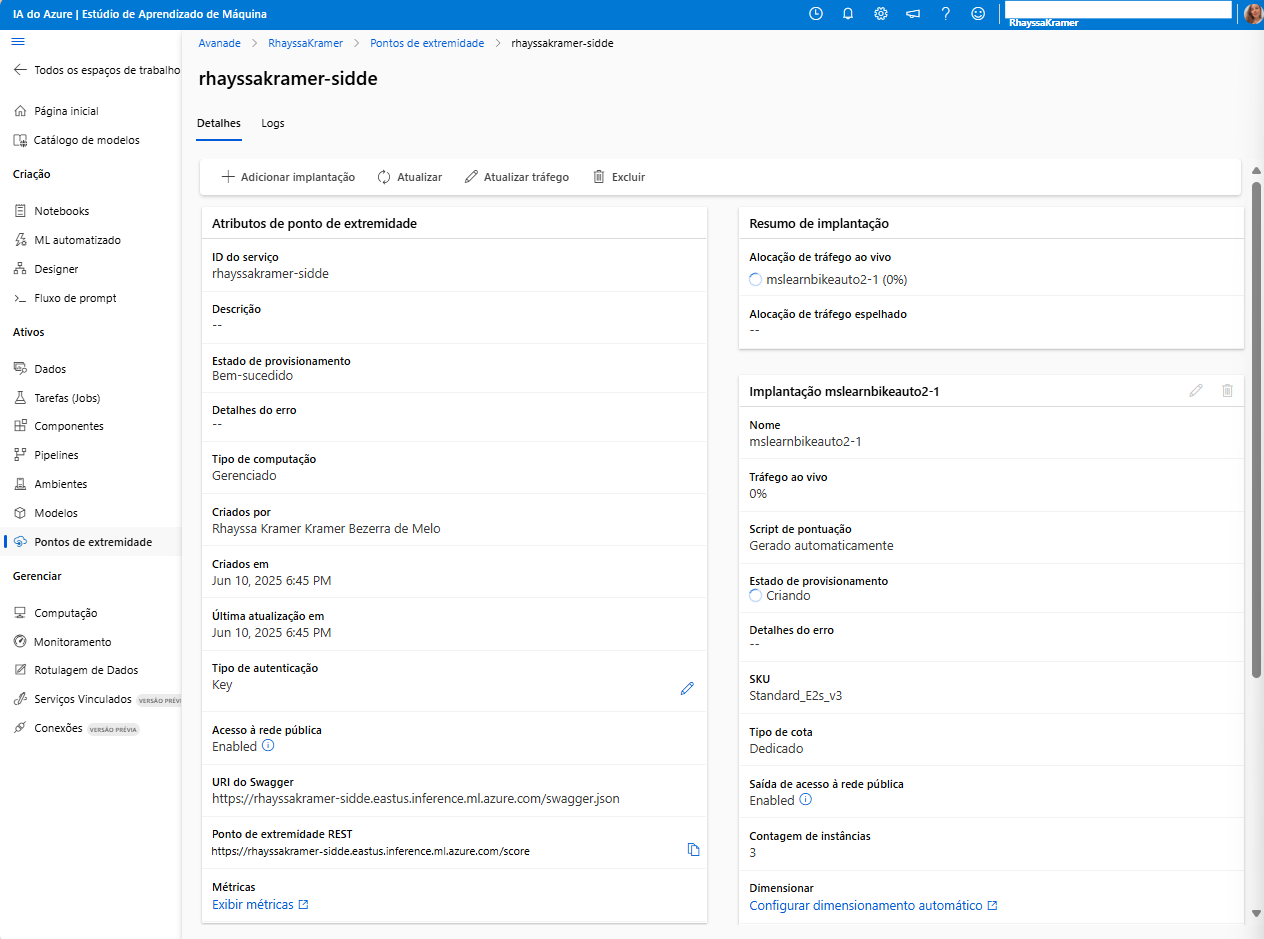 IA do Azure | Estúdio de Aprendizado de Máquina
RhayssaKramer
Todos os espaços de trabalho
Página inicial
Catálogo de modelos
Criação
Notebooks
ML automatizado
Designer
Fluxo de prompt
Ativos
Dados
Tarefas (Jobs)
Componentes
Pipelines
Ambientes
Modelos
Pontos de extremidade
Gerenciar
Computação
Monitoramento
Rotulagem de Dados
Serviços Vinculados VERSÃO PRÉVI
Conexões VERSÃO PRÉVIA
Avanade > RhayssaKramer > Pontos de extremidade > rhayssakramer-sidde
rhayssakramer-sidde
Detalhes Logs
Adicionar implantação Atualizar Atualizar tráfego Excluir
Atributos de ponto de extremidade
ID do serviço
rhayssakramer-sidde
Descrição
--
Estado de provisionamento
Bem-sucedido
Detalhes do erro
--
Tipo de computação
Gerenciado
Criados por
Rhayssa Kramer Kramer Bezerra de Melo
Criados em
Jun 10, 2025 6:45 PM
Última atualização em
Jun 10, 2025 6:45 PM
Tipo de autenticação
Key
Acesso à rede pública
Enabled
URI do Swagger
https://rhayssakramer-sidde.eastus.inference.ml.azure.com/swagger.json
Ponto de extremidade REST
https://rhayssakramer-sidde.eastus.inference.ml.azure.com/score
Métricas
Exibir métricas
Resumo de implantação
Alocação de tráfego ao vivo
mslearnbikeauto2-1 (0%)
Alocação de tráfego espelhado
--
Implantação mslearnbikeauto2-1
Nome
mslearnbikeauto2-1
Tráfego ao vivo
0%
Script de pontuação
Gerado automaticamente
Estado de provisionamento
Criando
Detalhes do erro
--
SKU
Standard_E2s_v3
Tipo de cota
Dedicado
Saída de acesso à rede pública
Enabled
Contagem de instâncias
3
Dimensionar
Configurar dimensionamento automático